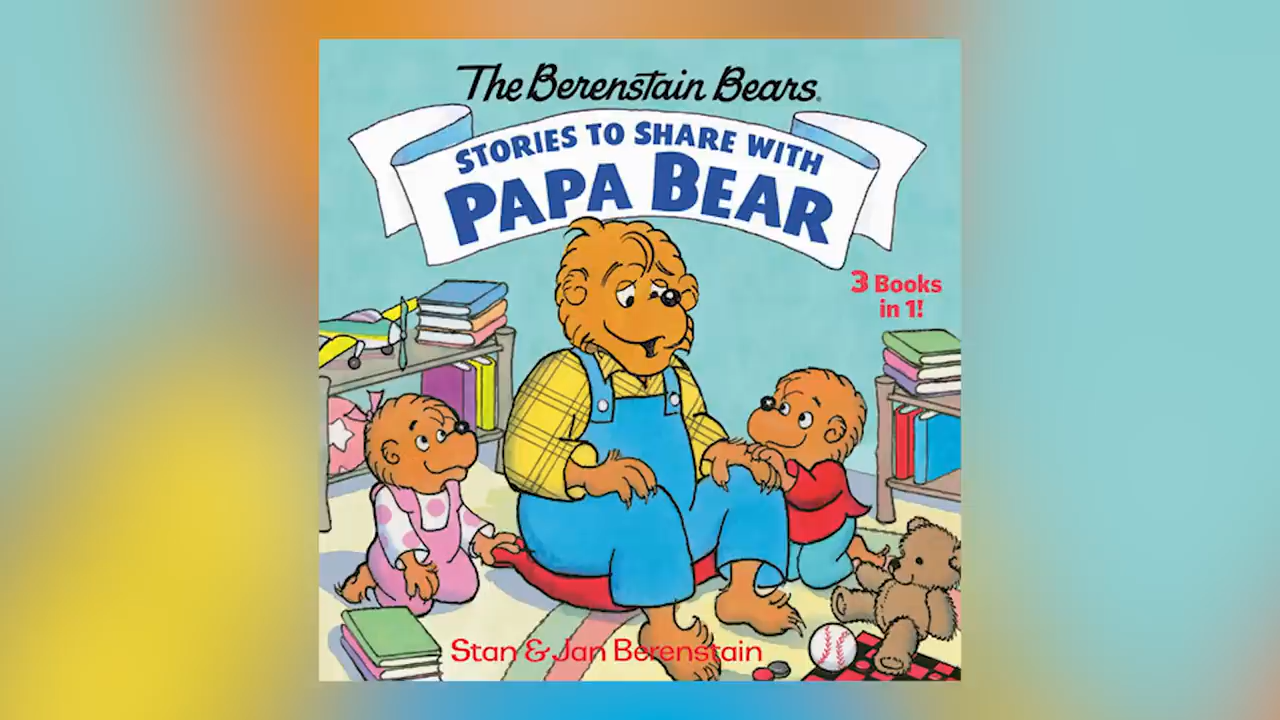 The Berenstain Bears®
STORIES TO SHARE WITH
PAPA BEAR
3 Books
in 1!
Stan & Jan Berenstain